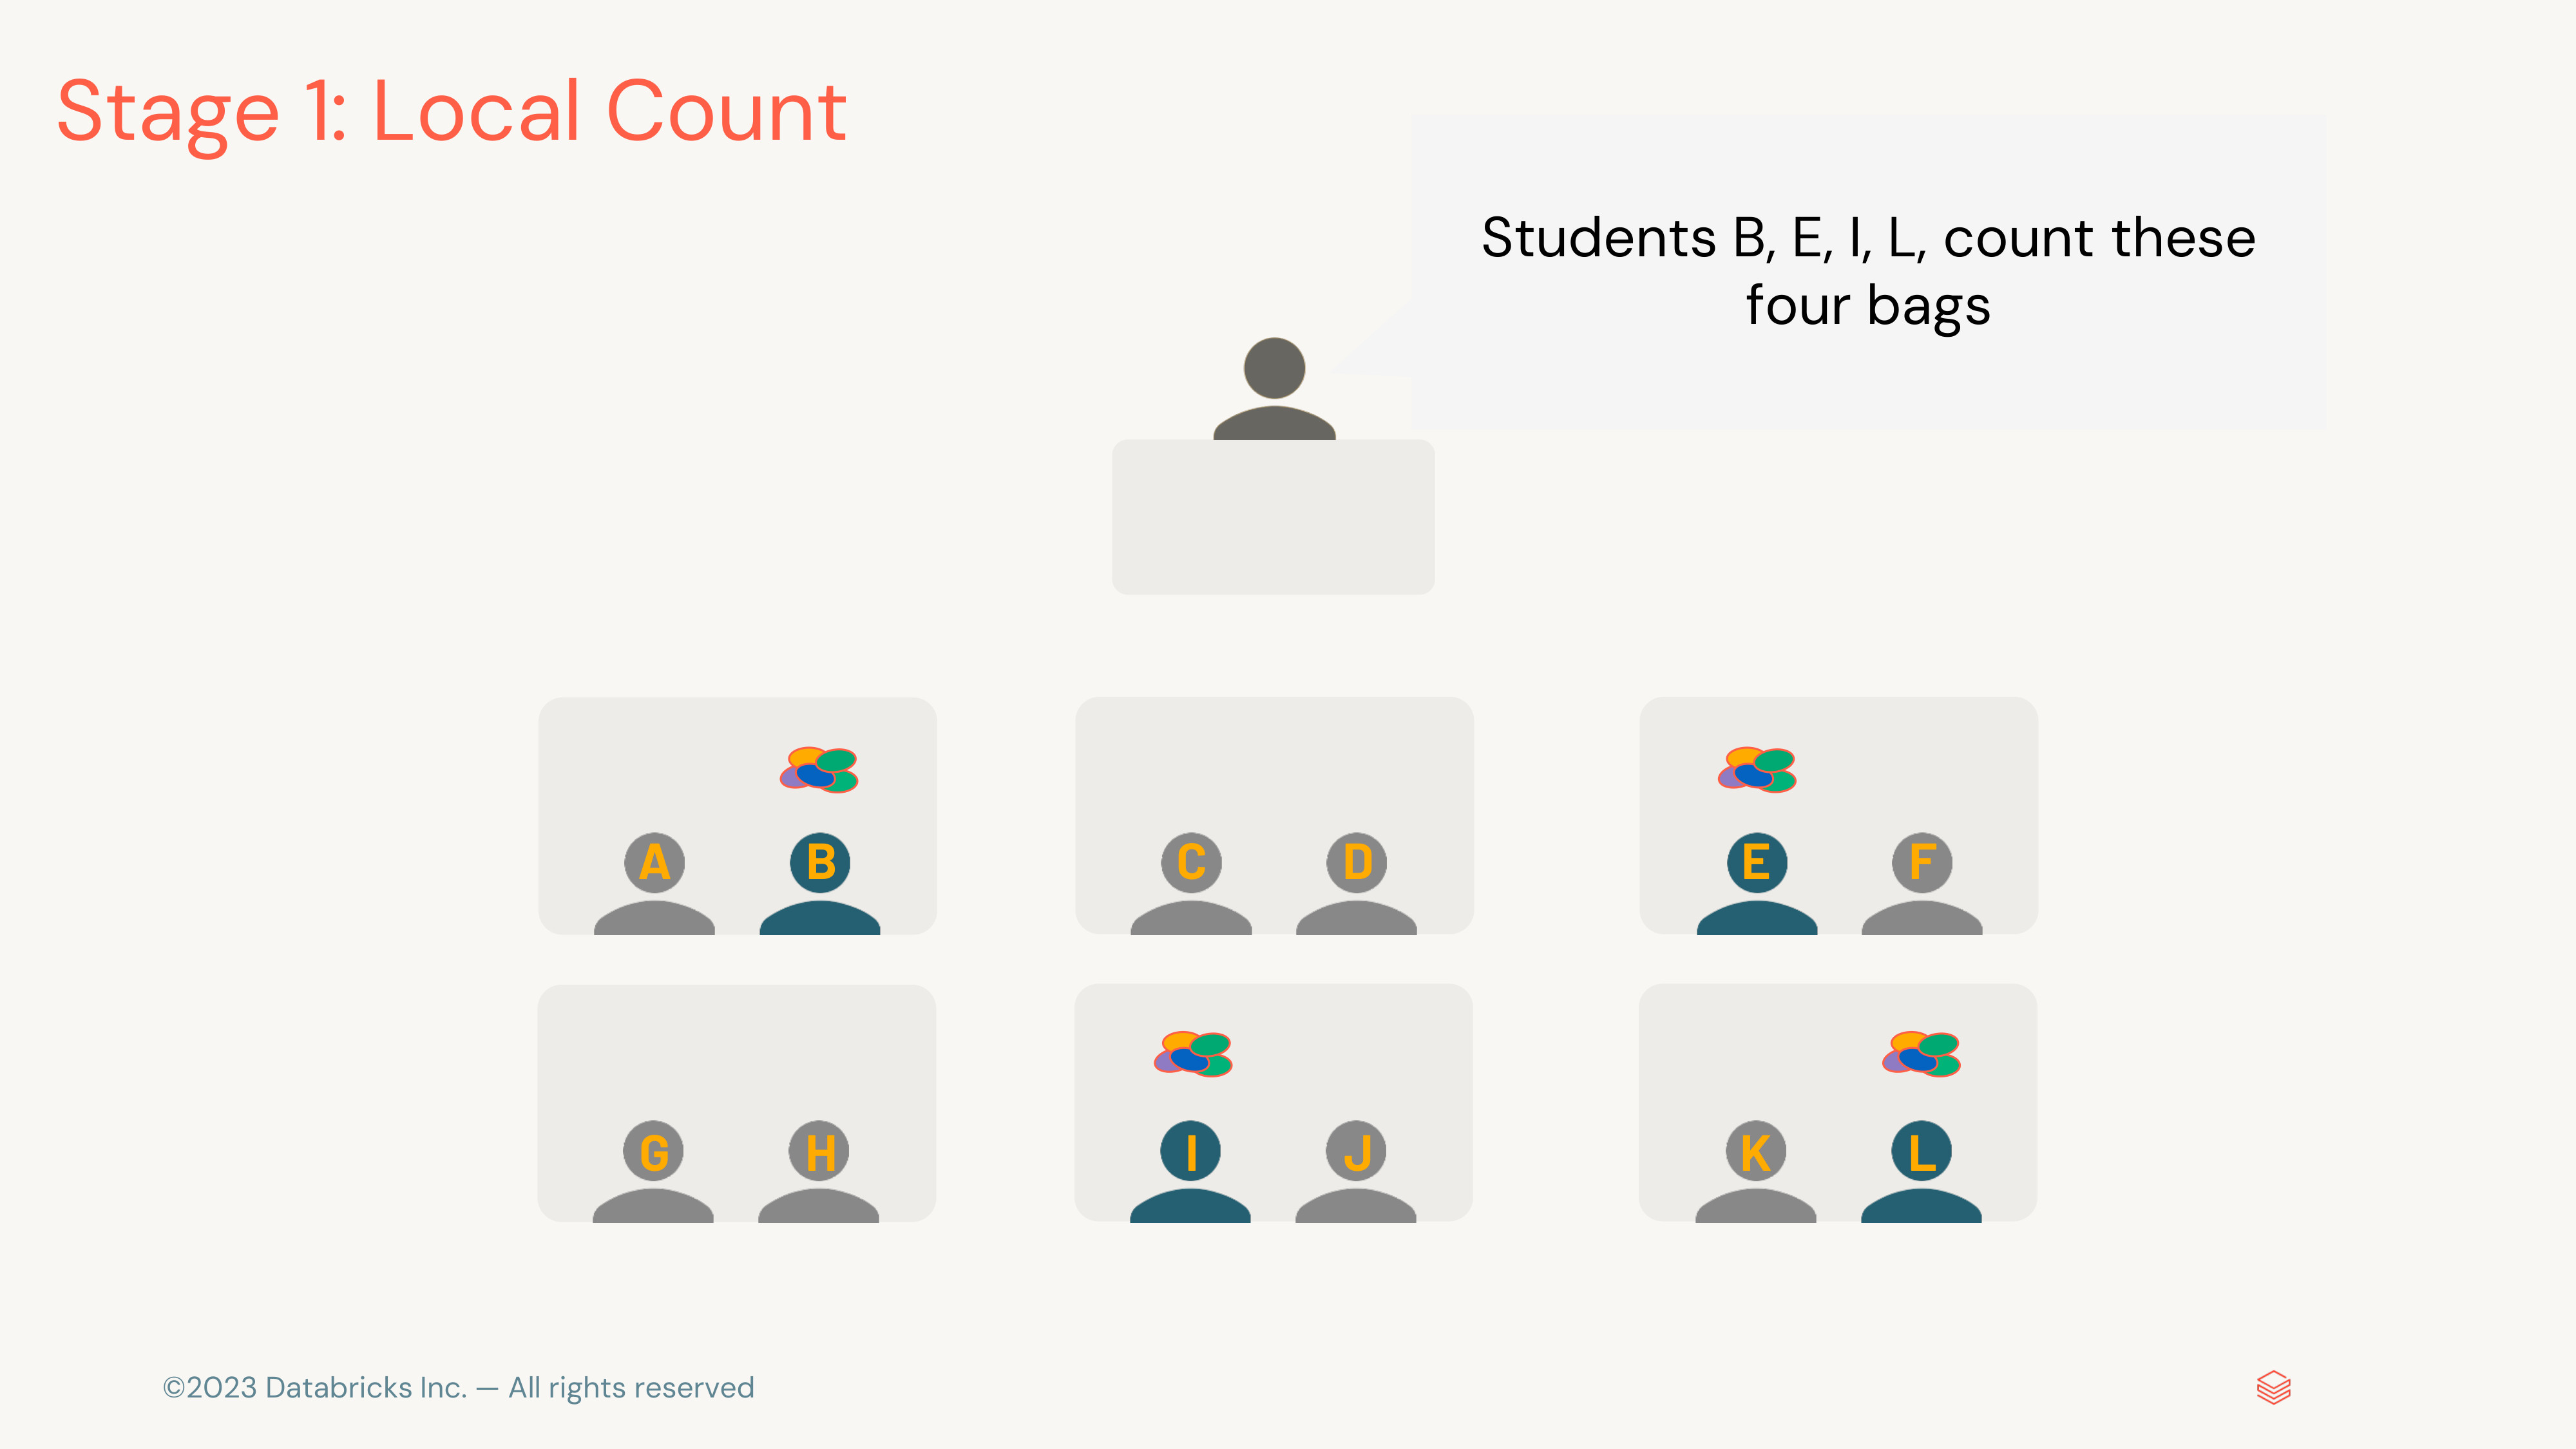 Stage 1: Local Count
Students B, E, I, L, count these
four bags
A
B
C
D
E
F
G
H
I
J
K
L
©2023 Databricks Inc. — All rights reserved